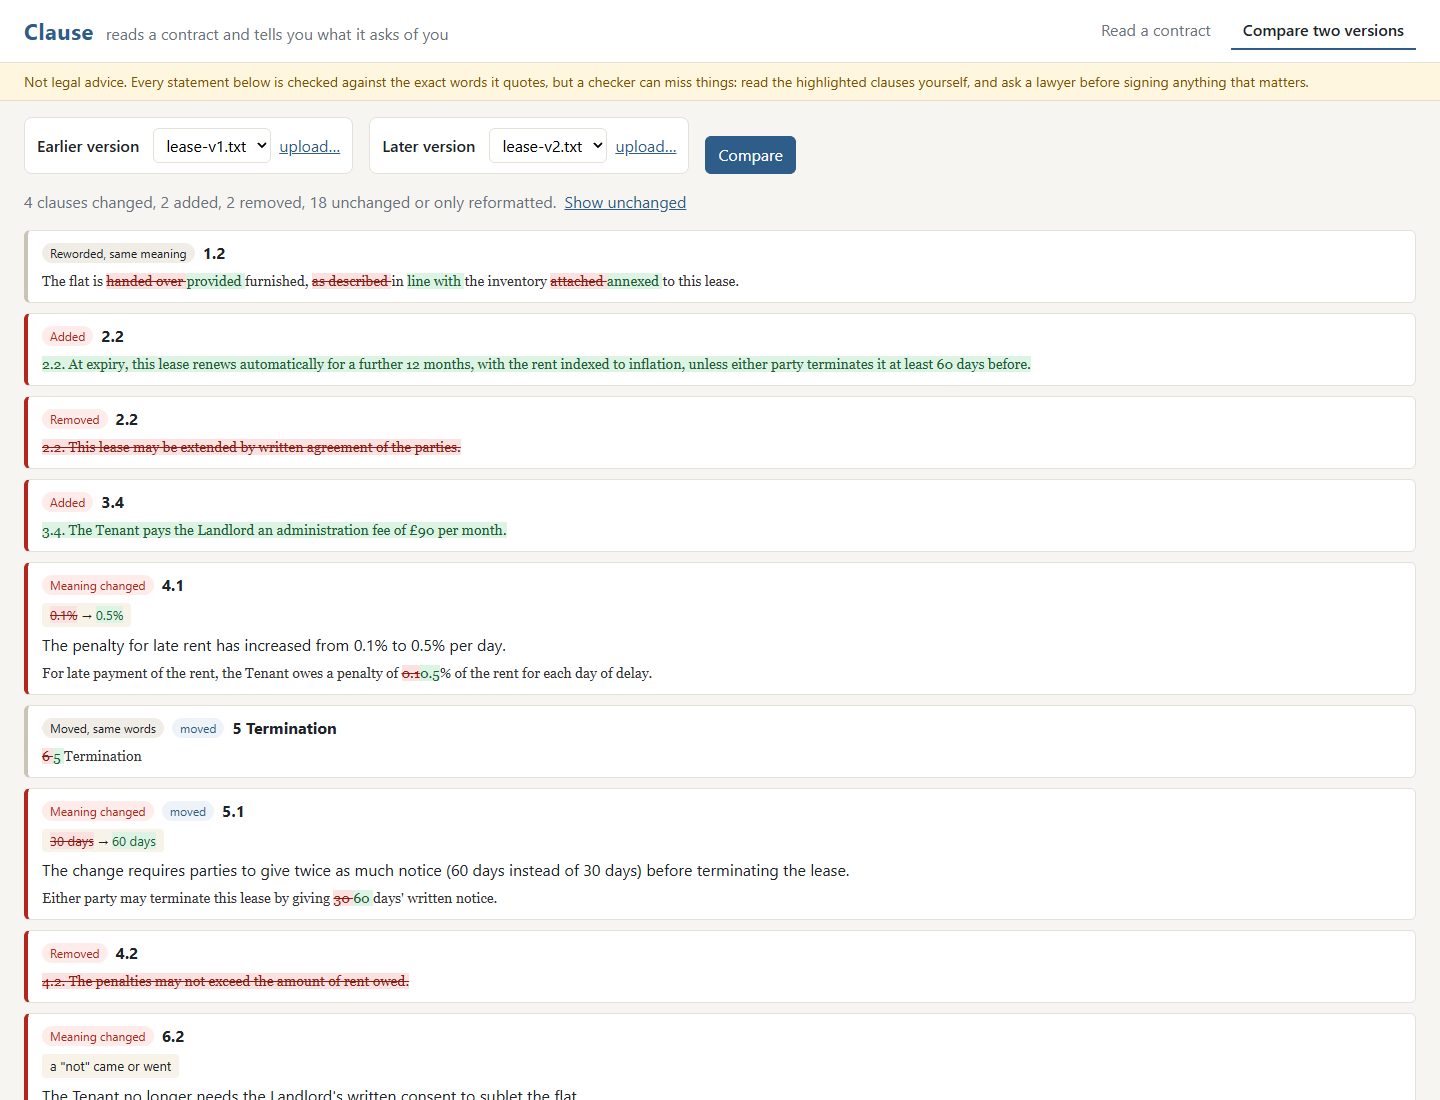 Clause reads a contract and tells you what it asks of you Read a contract Compare two versions
Not legal advice. Every statement below is checked against the exact words it quotes, but a checker can miss things: read the highlighted clauses yourself, and ask a lawyer before signing anything that matters.
Earlier version lease-v1.txt upload... Later version lease-v2.txt upload... Compare
4 clauses changed, 2 added, 2 removed, 18 unchanged or only reformatted. Show unchanged
Reworded, same meaning 1.2
The flat is handed over provided furnished, as described in line with the inventory attached annexed to this lease.
Added 2.2
2.2. At expiry, this lease renews automatically for a further 12 months, with the rent indexed to inflation, unless either party terminates it at least 60 days before.
Removed 2.2
2.2. This lease may be extended by written agreement of the parties.
Added 3.4
3.4. The Tenant pays the Landlord an administration fee of £90 per month.
Meaning changed 4.1
0.1% → 0.5%
The penalty for late rent has increased from 0.1% to 0.5% per day.
For late payment of the rent, the Tenant owes a penalty of 0.10.5% of the rent for each day of delay.
Moved, same words moved 5 Termination
6 5 Termination
Meaning changed moved 5.1
30 days → 60 days
The change requires parties to give twice as much notice (60 days instead of 30 days) before terminating the lease.
Either party may terminate this lease by giving 30 60 days' written notice.
Removed 4.2
4.2. The penalties may not exceed the amount of rent owed.
Meaning changed 6.2
a "not" came or went
The Tenant no longer needs the Landlord's written consent to sublet the flat